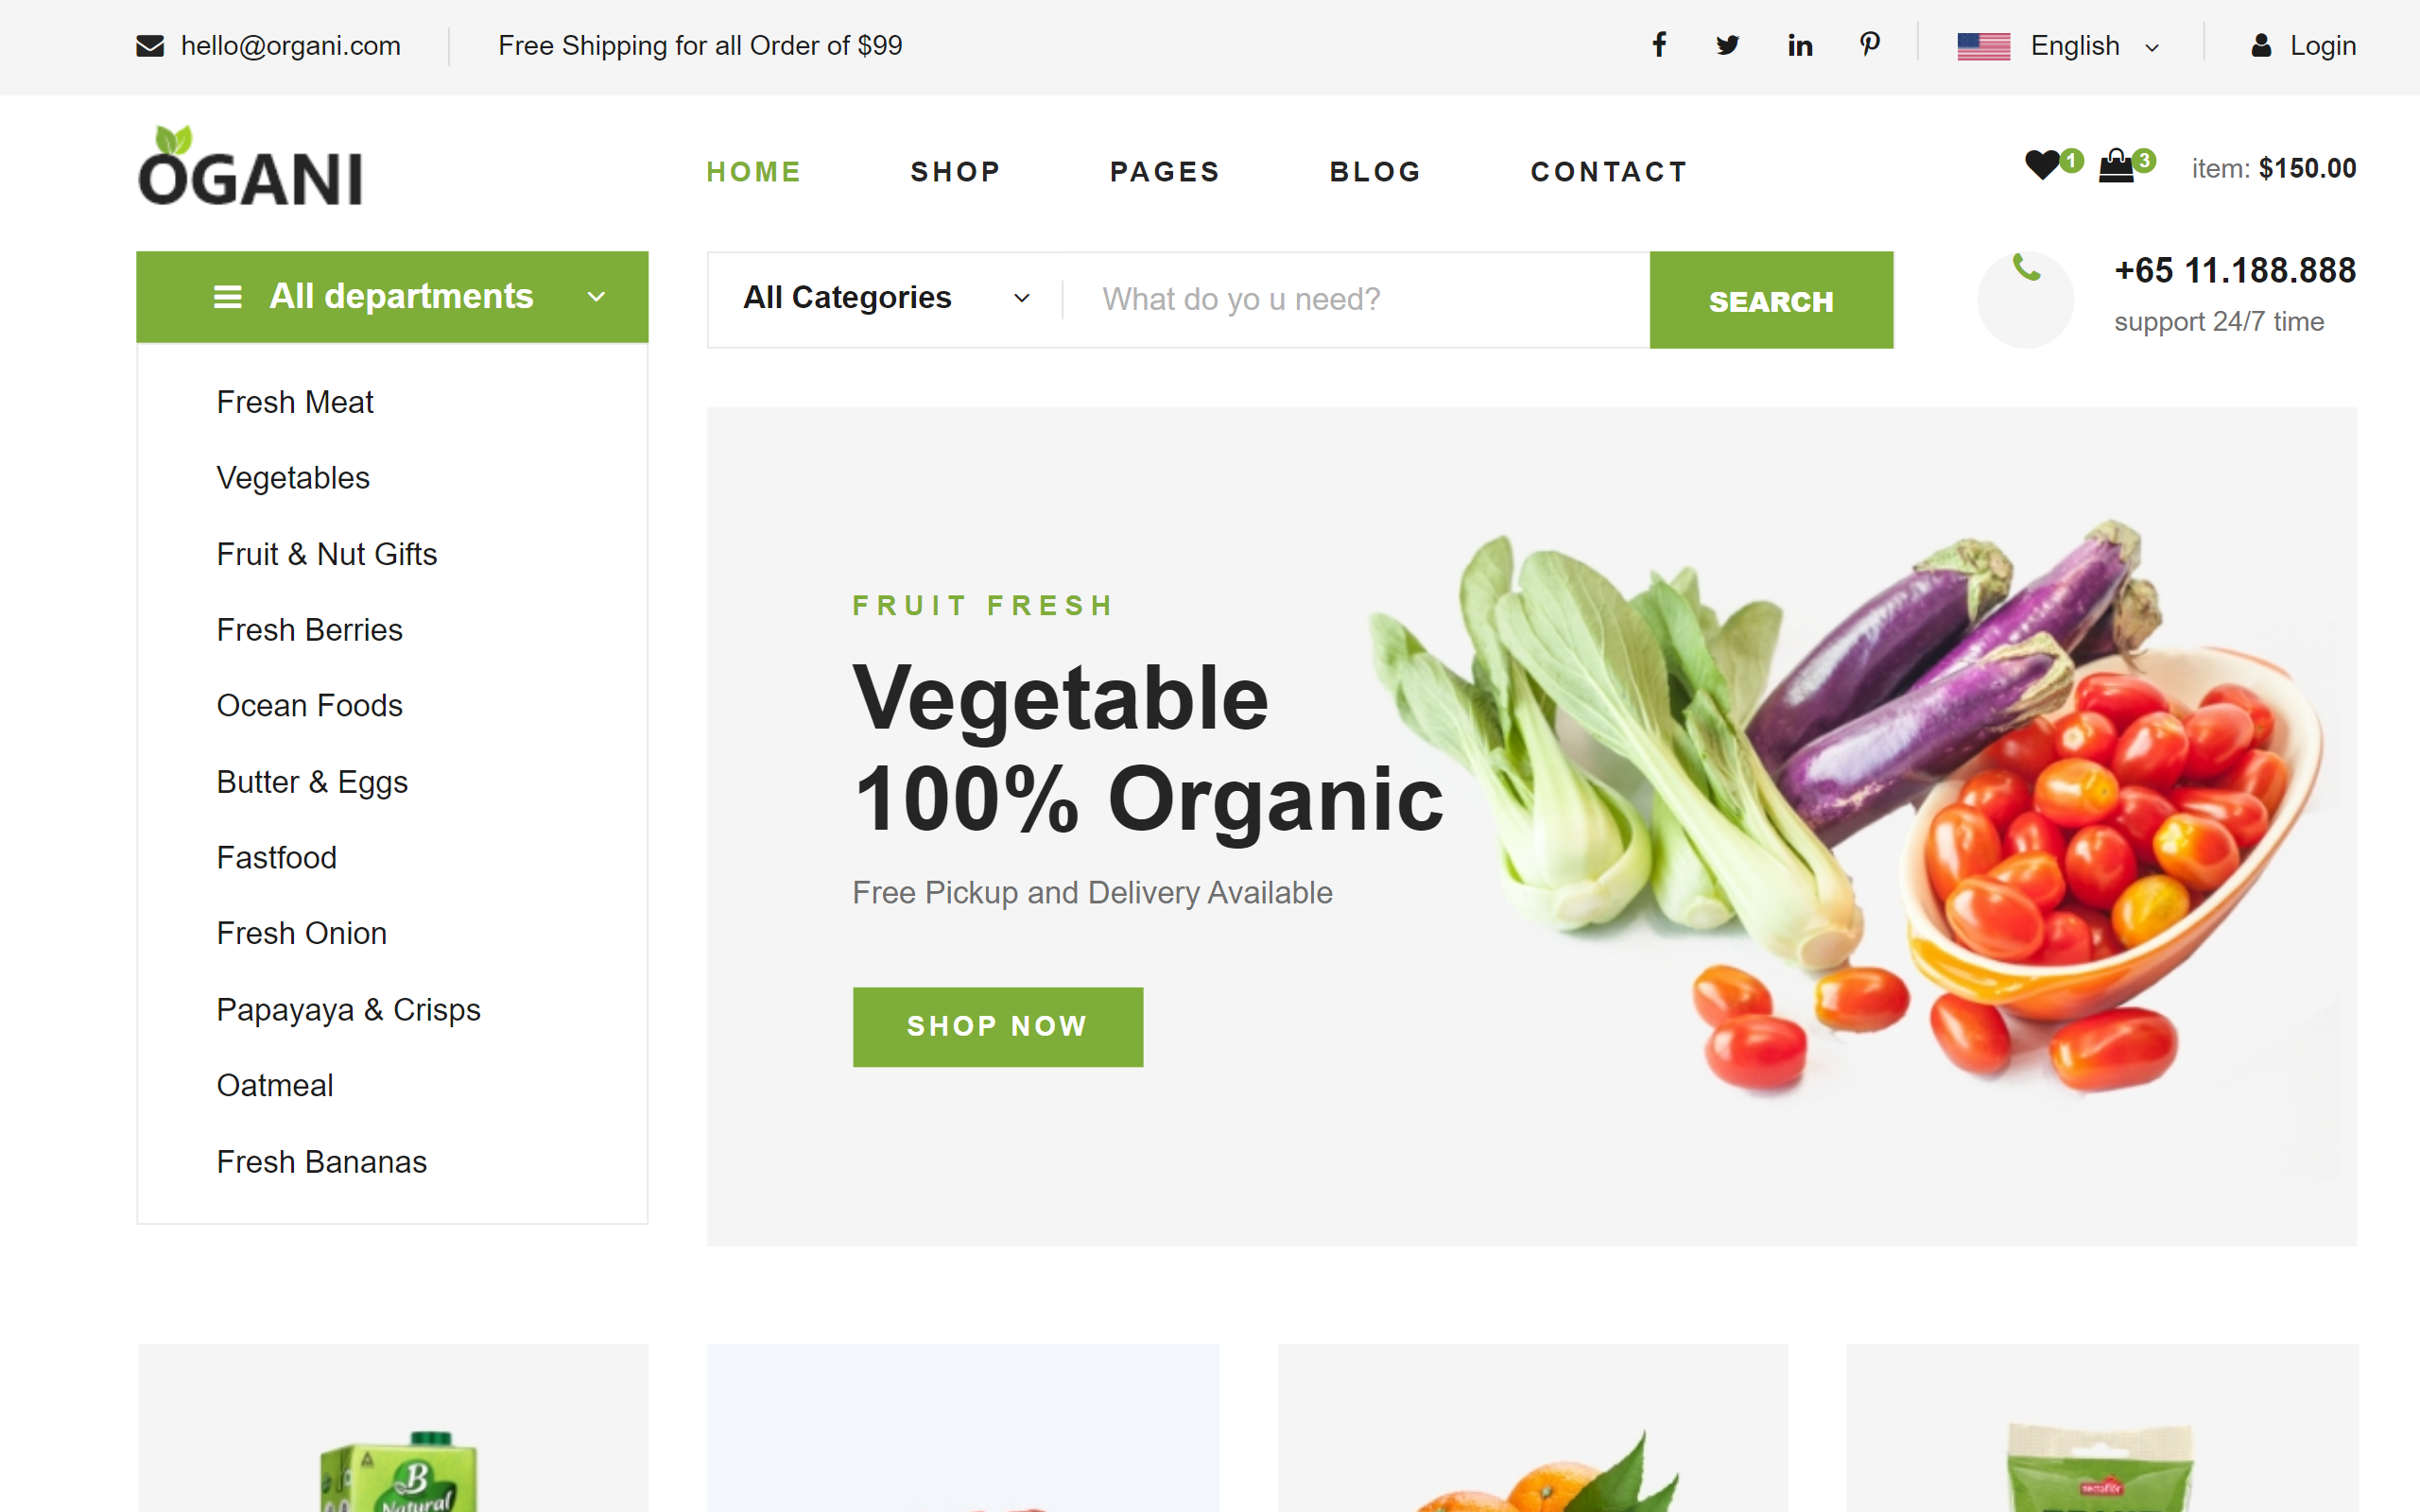 hello@organi.com
Free Shipping for all Order of $99
English
Login
OGANI
HOME
SHOP
PAGES
BLOG
CONTACT
1
3
item: $150.00
All departments
All Categories
What do yo u need?
SEARCH
+65 11.188.888
support 24/7 time
Fresh Meat
Vegetables
Fruit & Nut Gifts
Fresh Berries
Ocean Foods
Butter & Eggs
Fastfood
Fresh Onion
Papayaya & Crisps
Oatmeal
Fresh Bananas
FRUIT FRESH
Vegetable
100% Organic
Free Pickup and Delivery Available
SHOP NOW
B
Natural